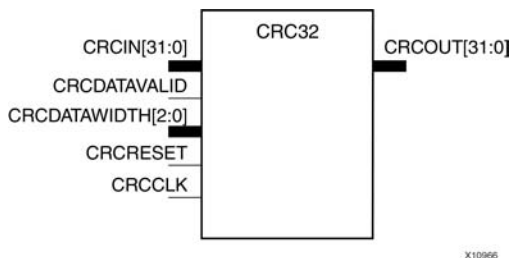 CRC32
CRCIN[31:0]
CRCOUT[31:0]
CRCDATAVALID
CRCDATAWIDTH[2:0]
CRCRESET
CRCCLK
X10966